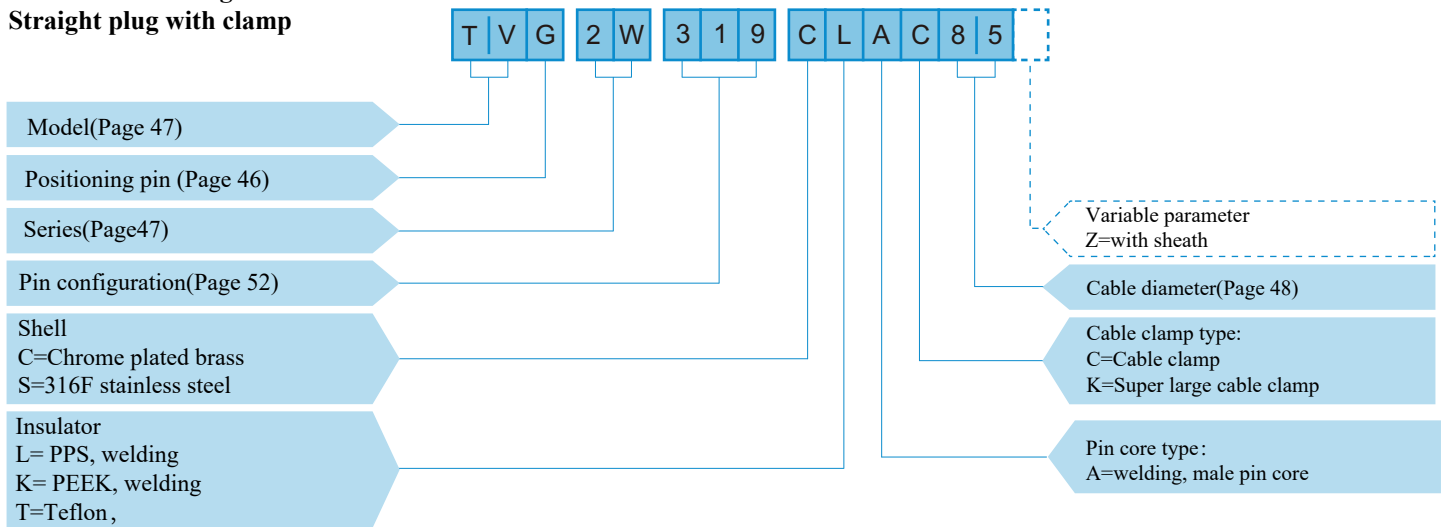 Straight plug with clamp
T V G 2 W 3 1 9 C L A C 8 5
Model(Page 47)
Positioning pin (Page 46)
Series(Page47)
Pin configuration(Page 52)
Shell
C=Chrome plated brass
S=316F stainless steel
Insulator
L= PPS, welding
K= PEEK, welding
T=Teflon,
Variable parameter
Z=with sheath
Cable diameter(Page 48)
Cable clamp type:
C=Cable clamp
K=Super large cable clamp
Pin core type:
A=welding, male pin core